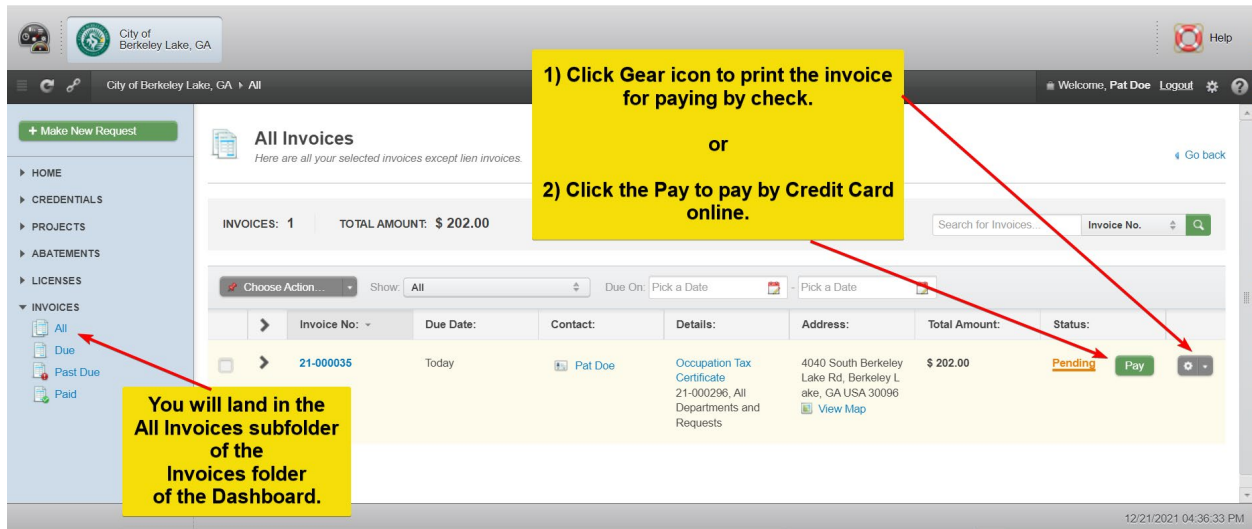 City of
Berkeley Lake, GA
Help
City of Berkeley Lake, GA All
Welcome, Pat Doe Logout
1) Click Gear icon to print the invoice
for paying by check.
or
2) Click the Pay to pay by Credit Card
online.
+ Make New Request
HOME
CREDENTIALS
PROJECTS
ABATEMENTS
LICENSES
INVOICES
All
Due
Past Due
Paid
All Invoices
Here are all your selected invoices except lien invoices.
Go back
INVOICES: 1 TOTAL AMOUNT: $ 202.00
Search for Invoices... Invoice No.
Choose Action... Show: All Due On: Pick a Date - Pick a Date
Invoice No: Due Date: Contact: Details: Address: Total Amount: Status:
21-000035 Today Pat Doe
Occupation Tax
Certificate
21-000296, All
Departments and
Requests
4040 South Berkeley
Lake Rd, Berkeley L
ake, GA USA 30096
View Map
$ 202.00 Pending Pay
You will land in the
All Invoices subfolder
of the
Invoices folder
of the Dashboard.
12/21/2021 04:36:33 PM